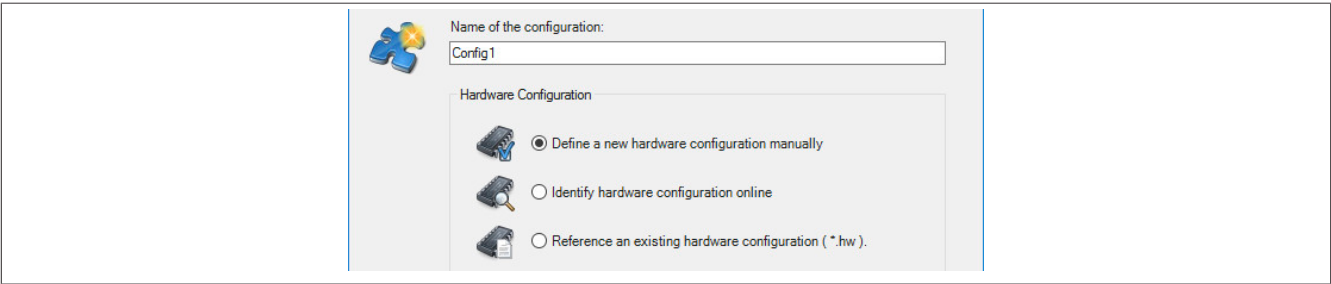 Name of the configuration:
Config1
Hardware Configuration
Define a new hardware configuration manually
Identify hardware configuration online
Reference an existing hardware configuration ( *.hw ).